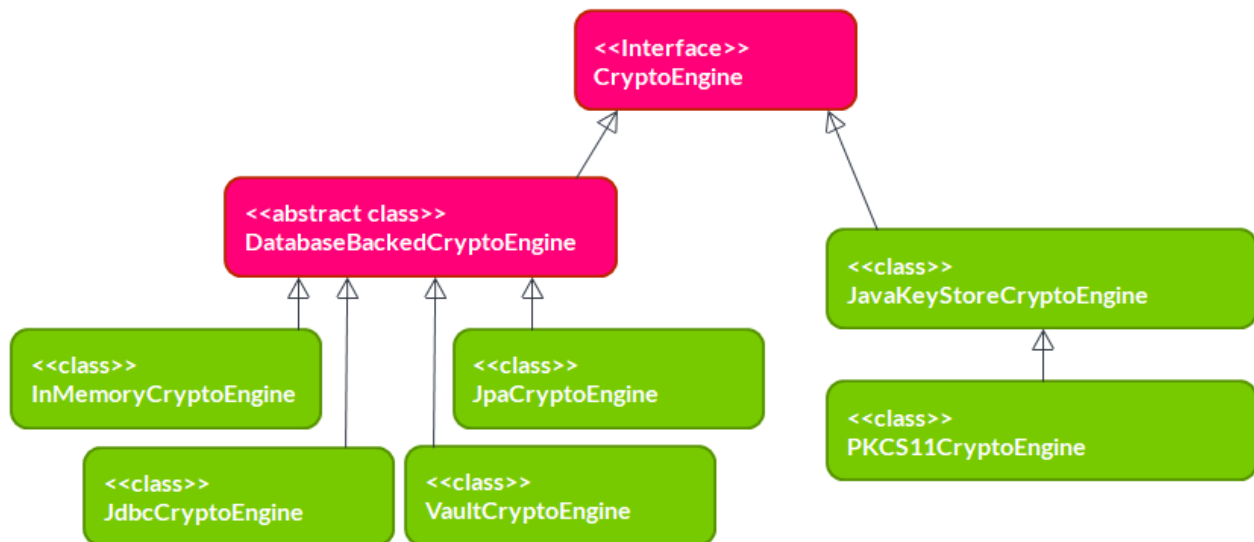 <<Interface>>
CryptoEngine
<<abstract class>>
DatabaseBackedCryptoEngine
<<class>>
JavaKeyStoreCryptoEngine
<<class>>
InMemoryCryptoEngine
<<class>>
JpaCryptoEngine
<<class>>
PKCS11CryptoEngine
<<class>>
JdbcCryptoEngine
<<class>>
VaultCryptoEngine